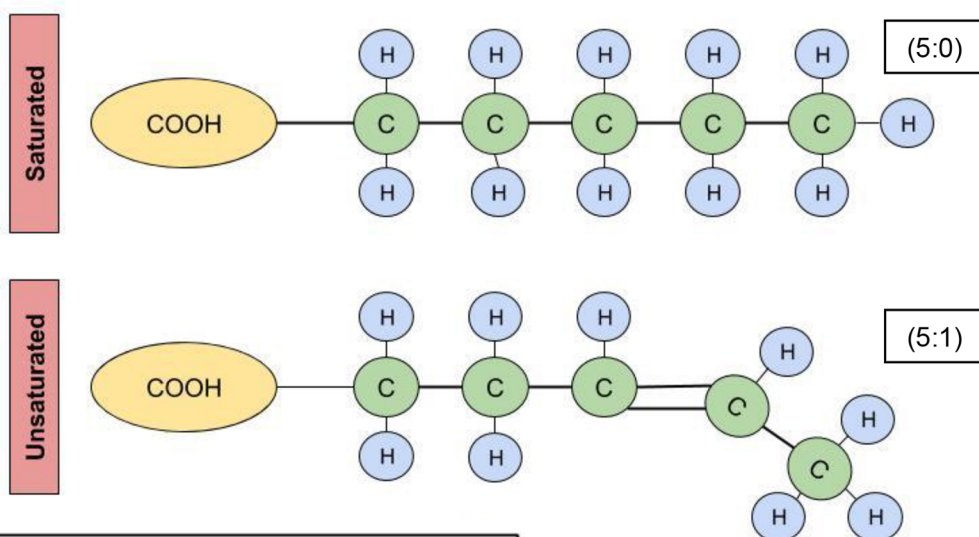 Saturated
H H H H H (5:0)
COOH C C C C C H
H H H H H
Unsaturated
H H H (5:1)
H
COOH C C C C
H
C
H H
H H